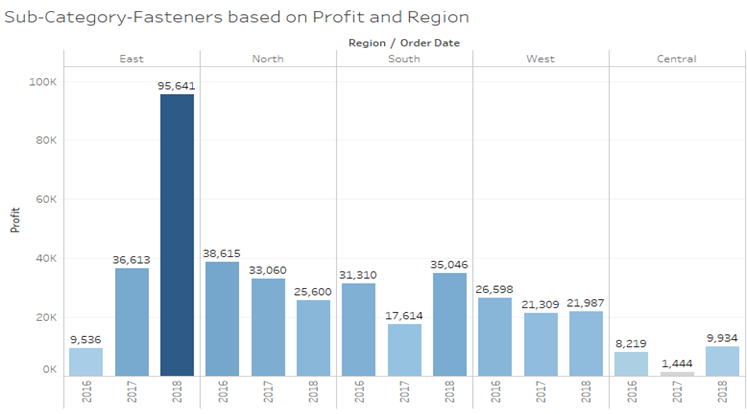 Sub-Category-Fasteners based on Profit and Region
Region / Order Date
East North South West Central
100K
80K
60K
40K
20K
0K
Profit
9,536 36,613 95,641 38,615 33,060 25,600 31,310 17,614 35,046 26,598 21,309 21,987 8,219 1,444 9,934
2016 2017 2018 2016 2017 2018 2016 2017 2018 2016 2017 2018 2016 2017 2018